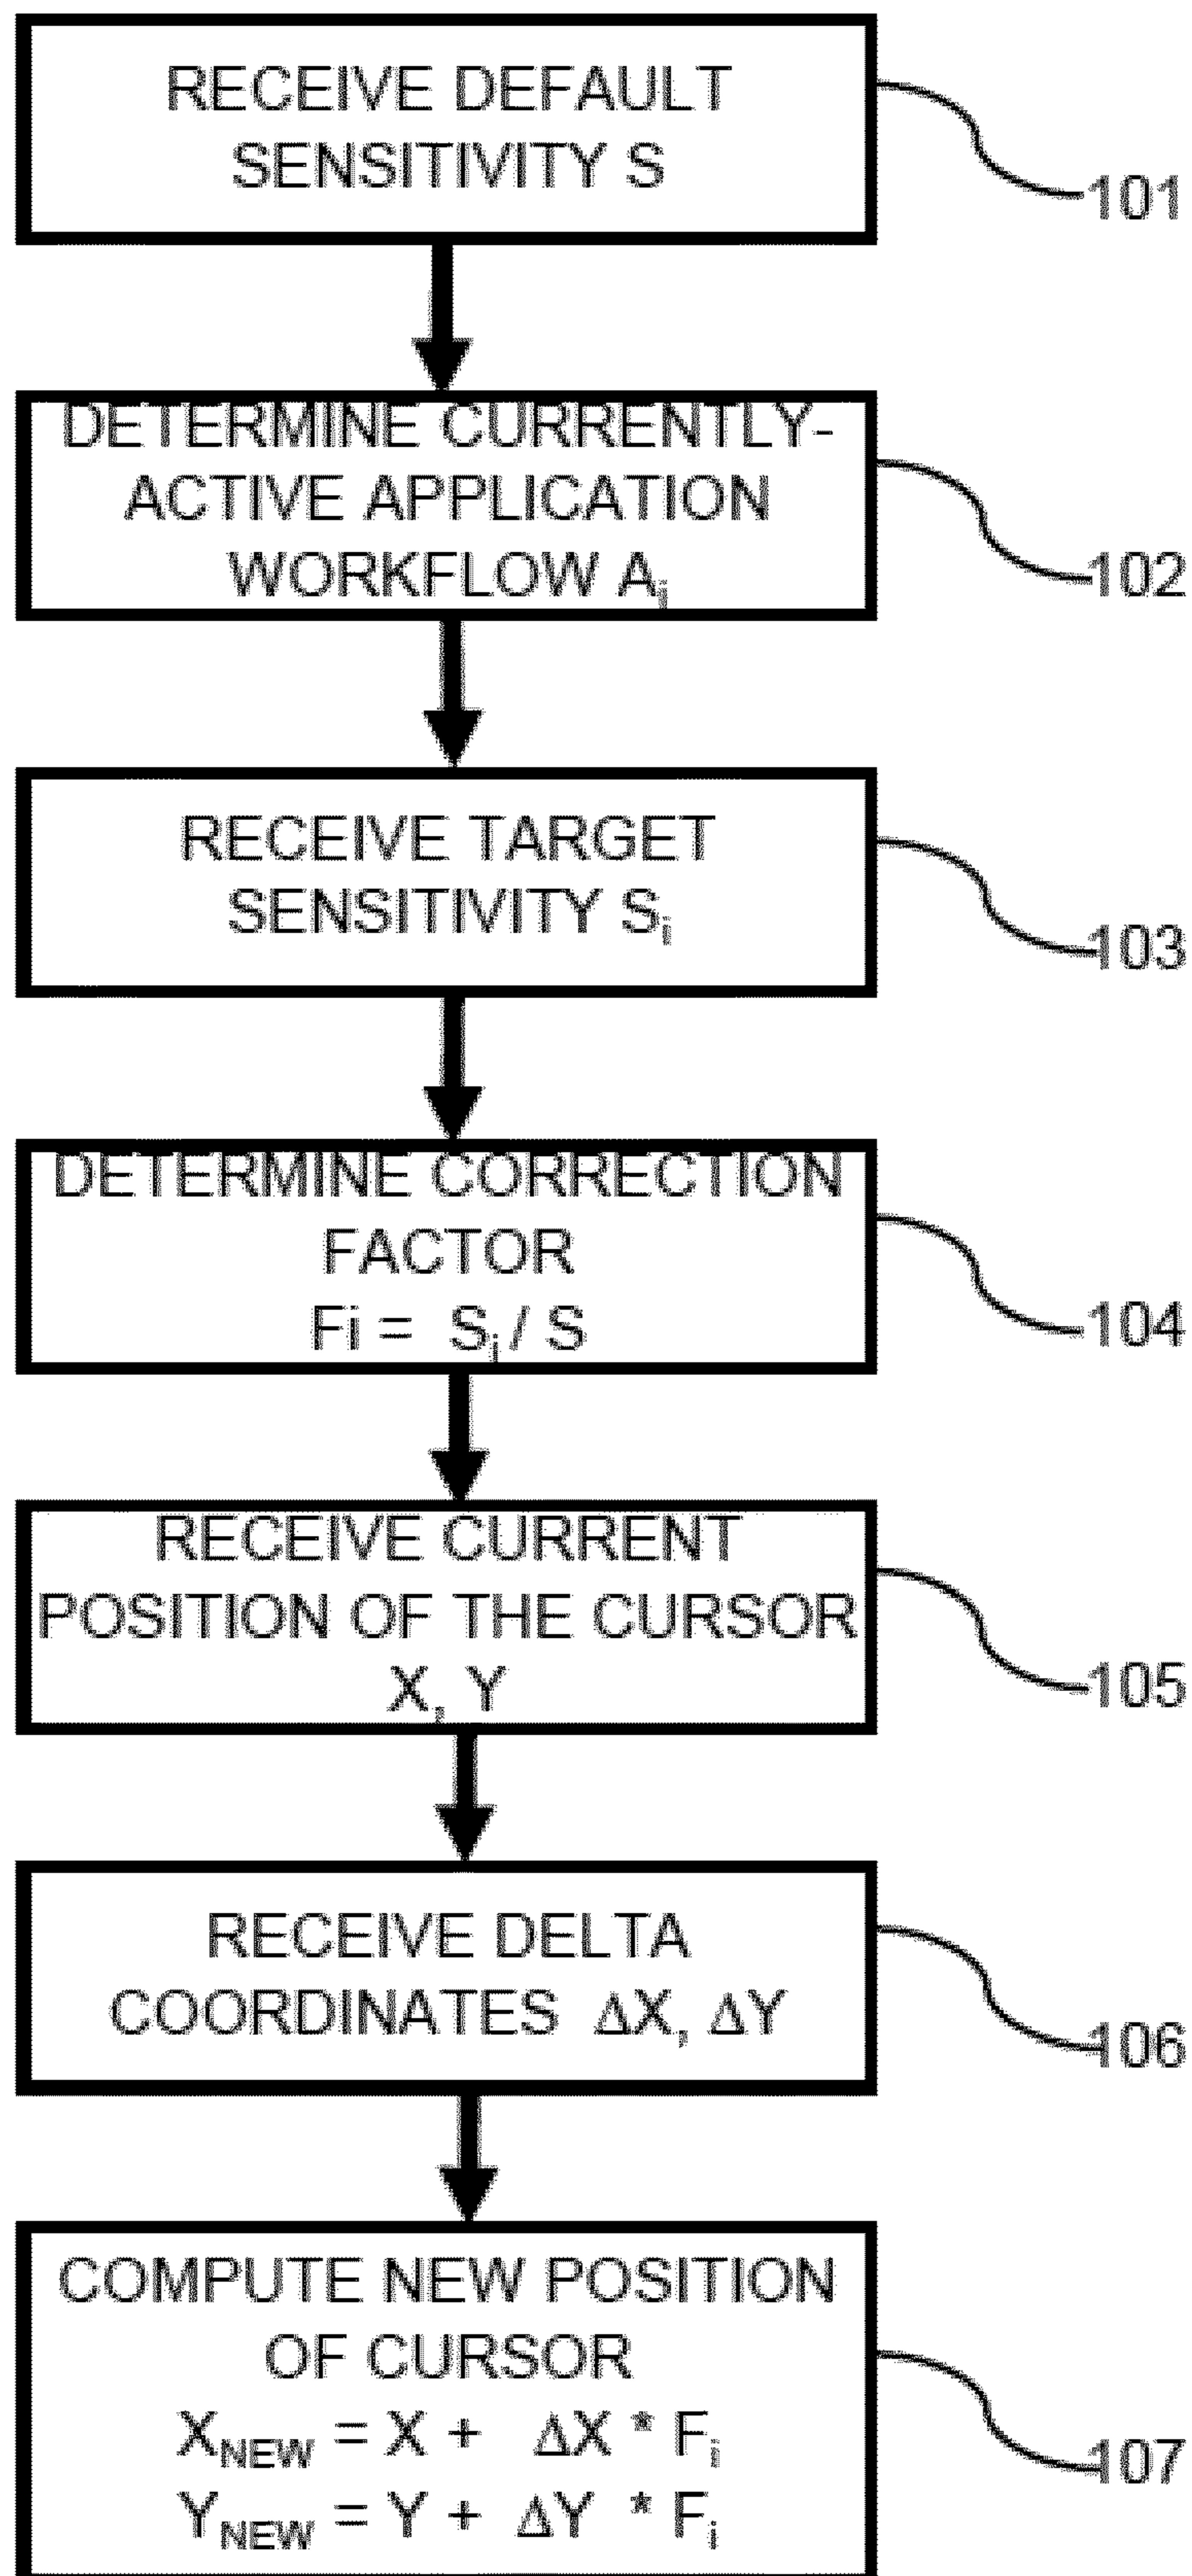 RECEIVE DEFAULT
SENSITIVITY S
101
DETERMINE CURRENTLY-
ACTIVE APPLICATION
WORKFLOW Ai
102
RECEIVE TARGET
SENSITIVITY Si
103
DETERMINE CORRECTION
FACTOR
Fi = Si / S
104
RECEIVE CURRENT
POSITION OF THE CURSOR
X, Y
105
RECEIVE DELTA
COORDINATES ΔX, ΔY
106
COMPUTE NEW POSITION
OF CURSOR
XNEW = X + ΔX * Fi
YNEW = Y + ΔY * Fi
107